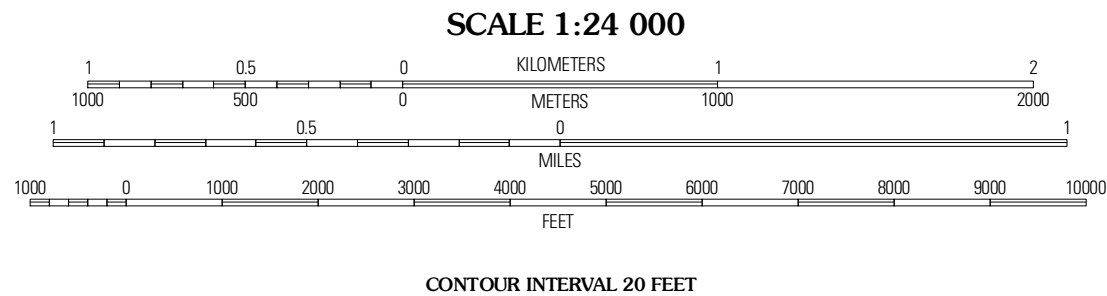 SCALE 1:24 000
1 0.5 0 KILOMETERS 1 2
1000 500 0 METERS 1000 2000
1 0.5 0 1
MILES
1000 0 1000 2000 3000 4000 5000 6000 7000 8000 9000 10000
FEET
CONTOUR INTERVAL 20 FEET